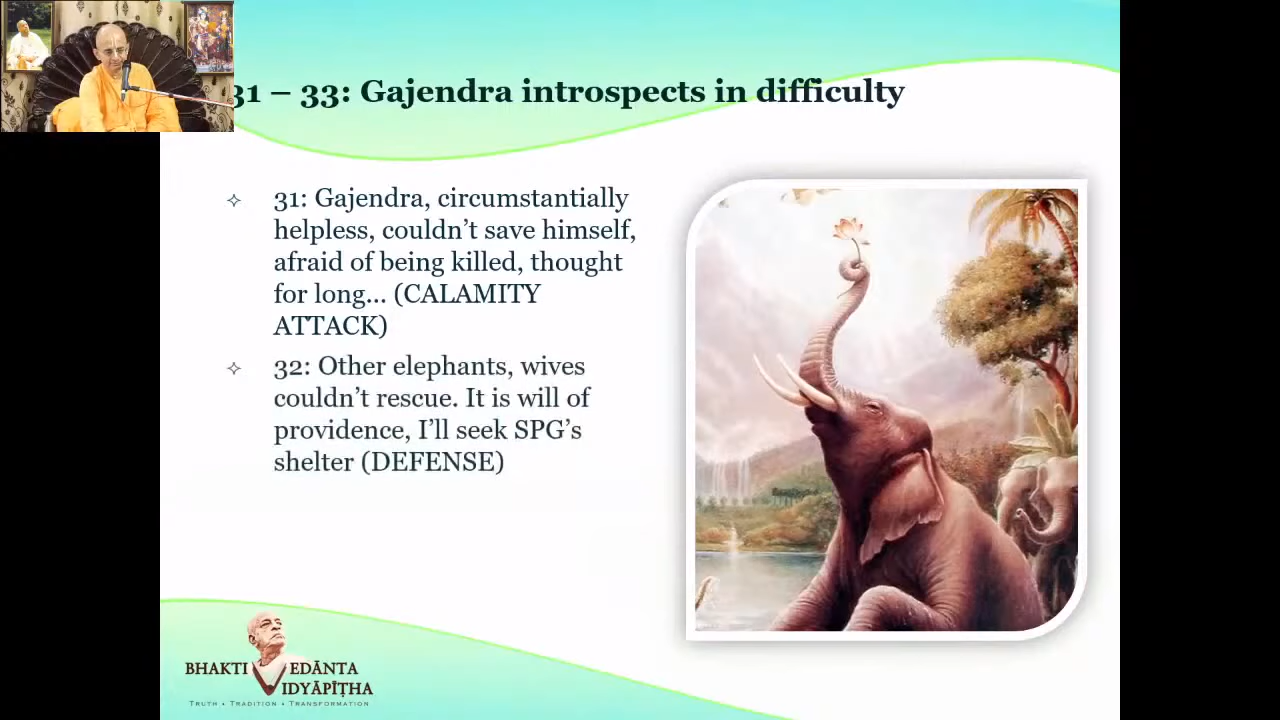 31 – 33: Gajendra introspects in difficulty
31: Gajendra, circumstantially
helpless, couldn’t save himself,
afraid of being killed, thought
for long... (CALAMITY
ATTACK)
32: Other elephants, wives
couldn’t rescue. It is will of
providence, I’ll seek SPG’s
shelter (DEFENSE)
BHAKTIVEDĀNTA
VIDYĀPĪṬHA
TRUTH • TRADITION • TRANSFORMATION